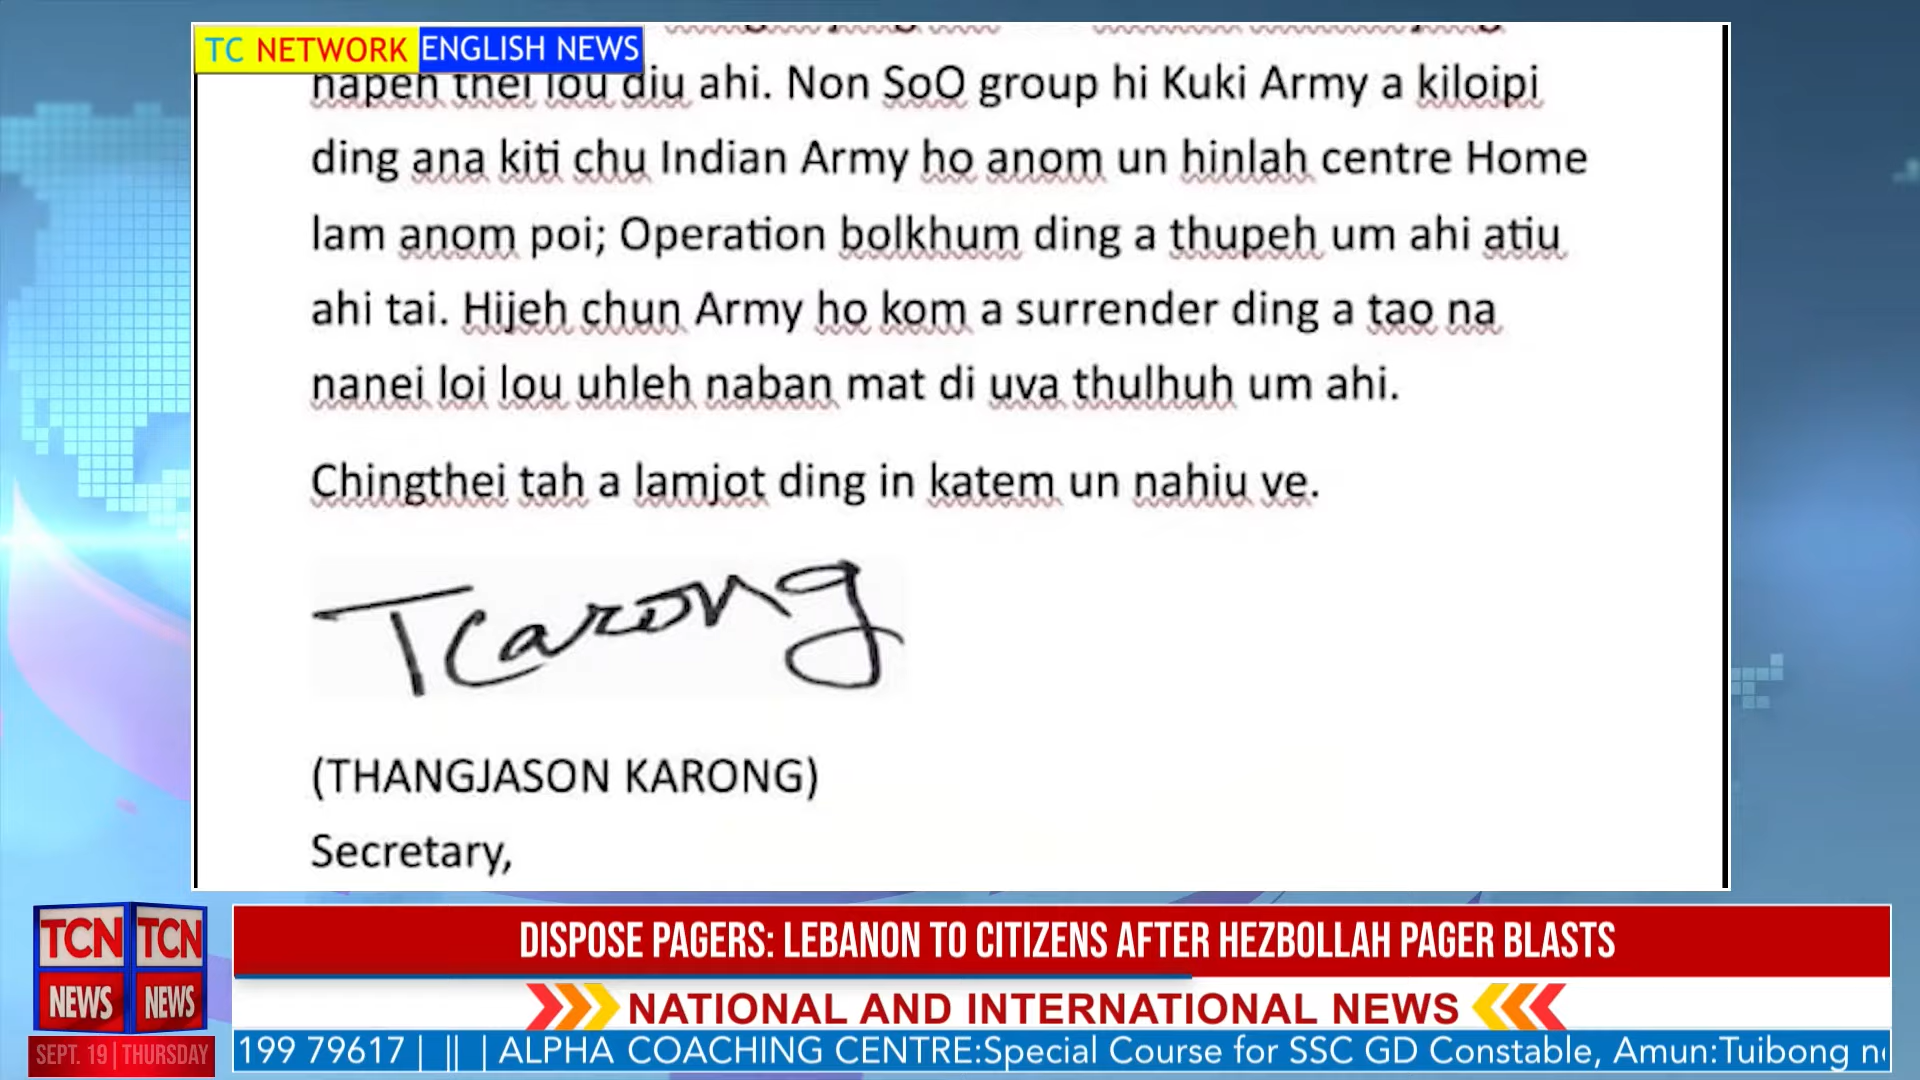 TC NETWORK ENGLISH NEWS
napeh thei lou diu ahi. Non SoO group hi Kuki Army a kiloipi
ding ana kiti chu Indian Army ho anom un hinlah centre Home
lam anom poi; Operation bolkhum ding a thupeh um ahi atiu
ahi tai. Hijeh chun Army ho kom a surrender ding a tao na
nanei loi lou uhleh naban mat di uva thulhuh um ahi.
Chingthei tah a lamjot ding in katem un nahiu ve.
Tcarong
(THANGJASON KARONG)
Secretary,
TCN TCN
NEWS NEWS
DISPOSE PAGERS: LEBANON TO CITIZENS AFTER HEZBOLLAH PAGER BLASTS
NATIONAL AND INTERNATIONAL NEWS
SEPT. 19 | THURSDAY
199 79617 | || | ALPHA COACHING CENTRE:Special Course for SSC GD Constable, Amun:Tuibong